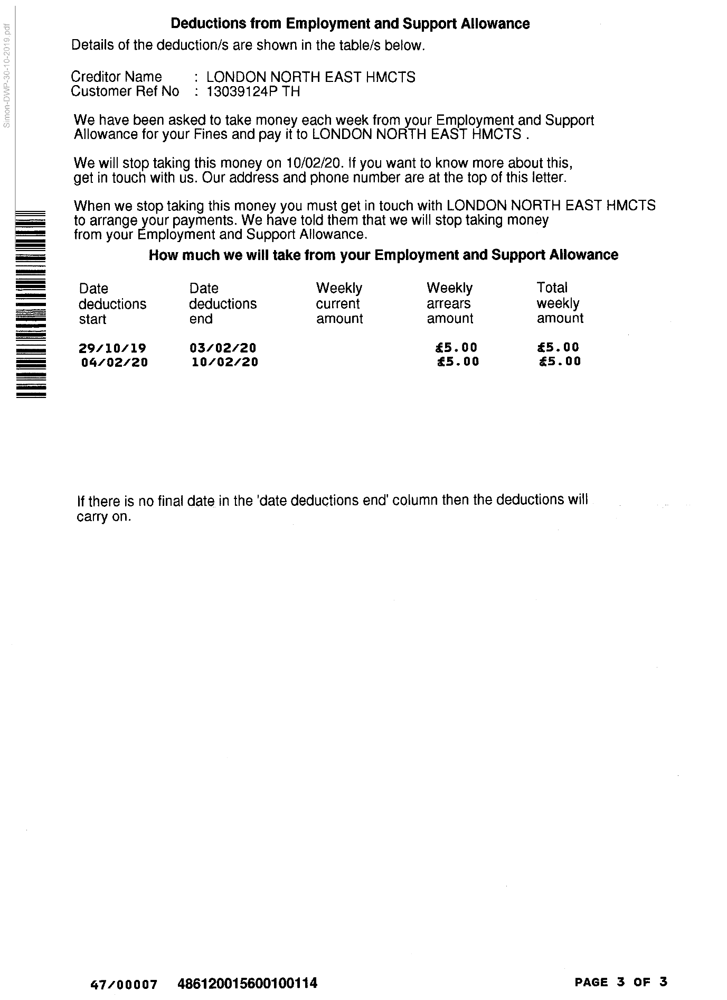 Simon-DWP-30-10-2019.pdf
Deductions from Employment and Support Allowance
Details of the deduction/s are shown in the table/s below.
Creditor Name : LONDON NORTH EAST HMCTS
Customer Ref No : 13039124P TH
We have been asked to take money each week from your Employment and Support
Allowance for your Fines and pay it to LONDON NORTH EAST HMCTS .
We will stop taking this money on 10/02/20. If you want to know more about this,
get in touch with us. Our address and phone number are at the top of this letter.
When we stop taking this money you must get in touch with LONDON NORTH EAST HMCTS
to arrange your payments. We have told them that we will stop taking money
from your Employment and Support Allowance.
How much we will take from your Employment and Support Allowance
Date Date Weekly Weekly Total
deductions deductions current arrears weekly
start end amount amount amount
29/10/19 03/02/20 £5.00 £5.00
04/02/20 10/02/20 £5.00 £5.00
If there is no final date in the 'date deductions end' column then the deductions will
carry on.
47/00007 486120015600100114 PAGE 3 OF 3